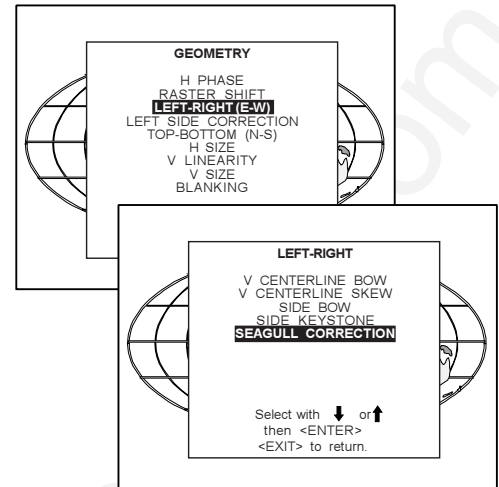 GEOMETRY
H PHASE
RASTER SHIFT
LEFT-RIGHT (E-W)
LEFT SIDE CORRECTION
TOP-BOTTOM (N-S)
H SIZE
V LINEARITY
V SIZE
BLANKING
LEFT-RIGHT
V CENTERLINE BOW
V CENTERLINE SKEW
SIDE BOW
SIDE KEYSTONE
SEAGULL CORRECTION
Select with ⬇ or ⬆
then <ENTER>
<EXIT> to return.